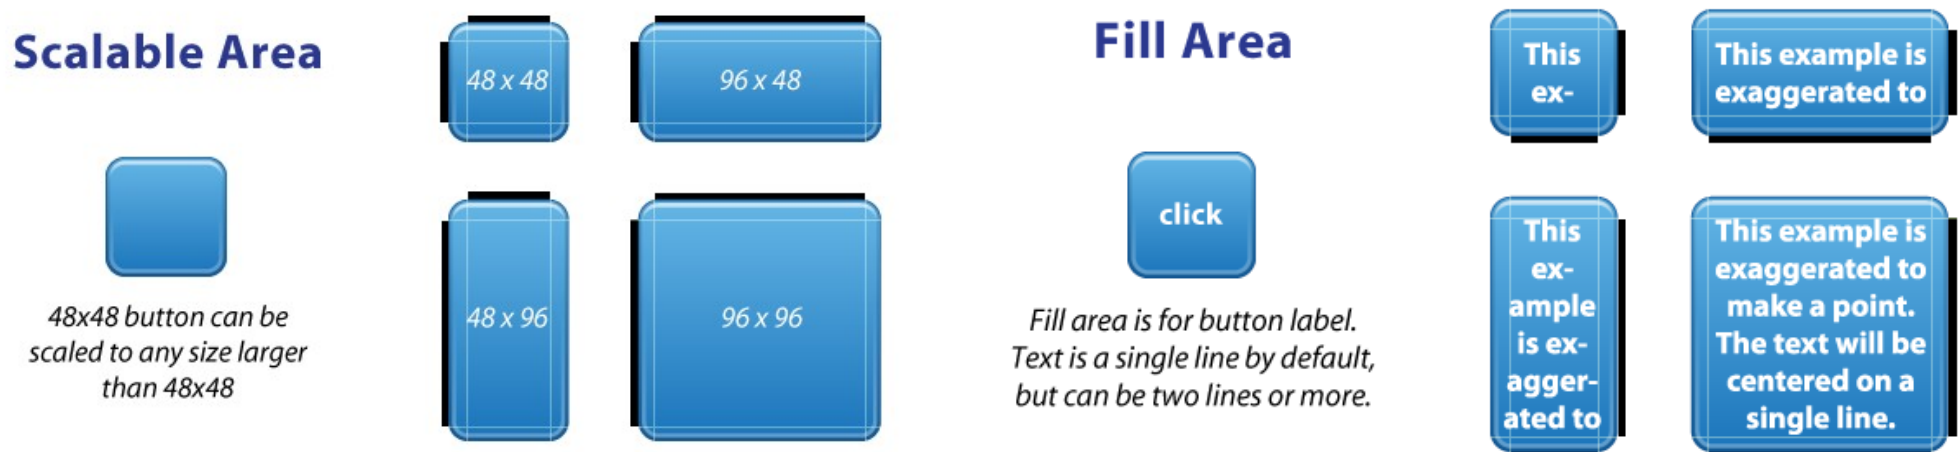 Scalable Area
48 x 48
96 x 48
48x48 button can be
scaled to any size larger
than 48x48
48 x 96
96 x 96
Fill Area
click
Fill area is for button label.
Text is a single line by default,
but can be two lines or more.
This
ex-
This example is
exaggerated to
This
ex-
ample
is ex-
agger-
ated to
This example is
exaggerated to
make a point.
The text will be
centered on a
single line.